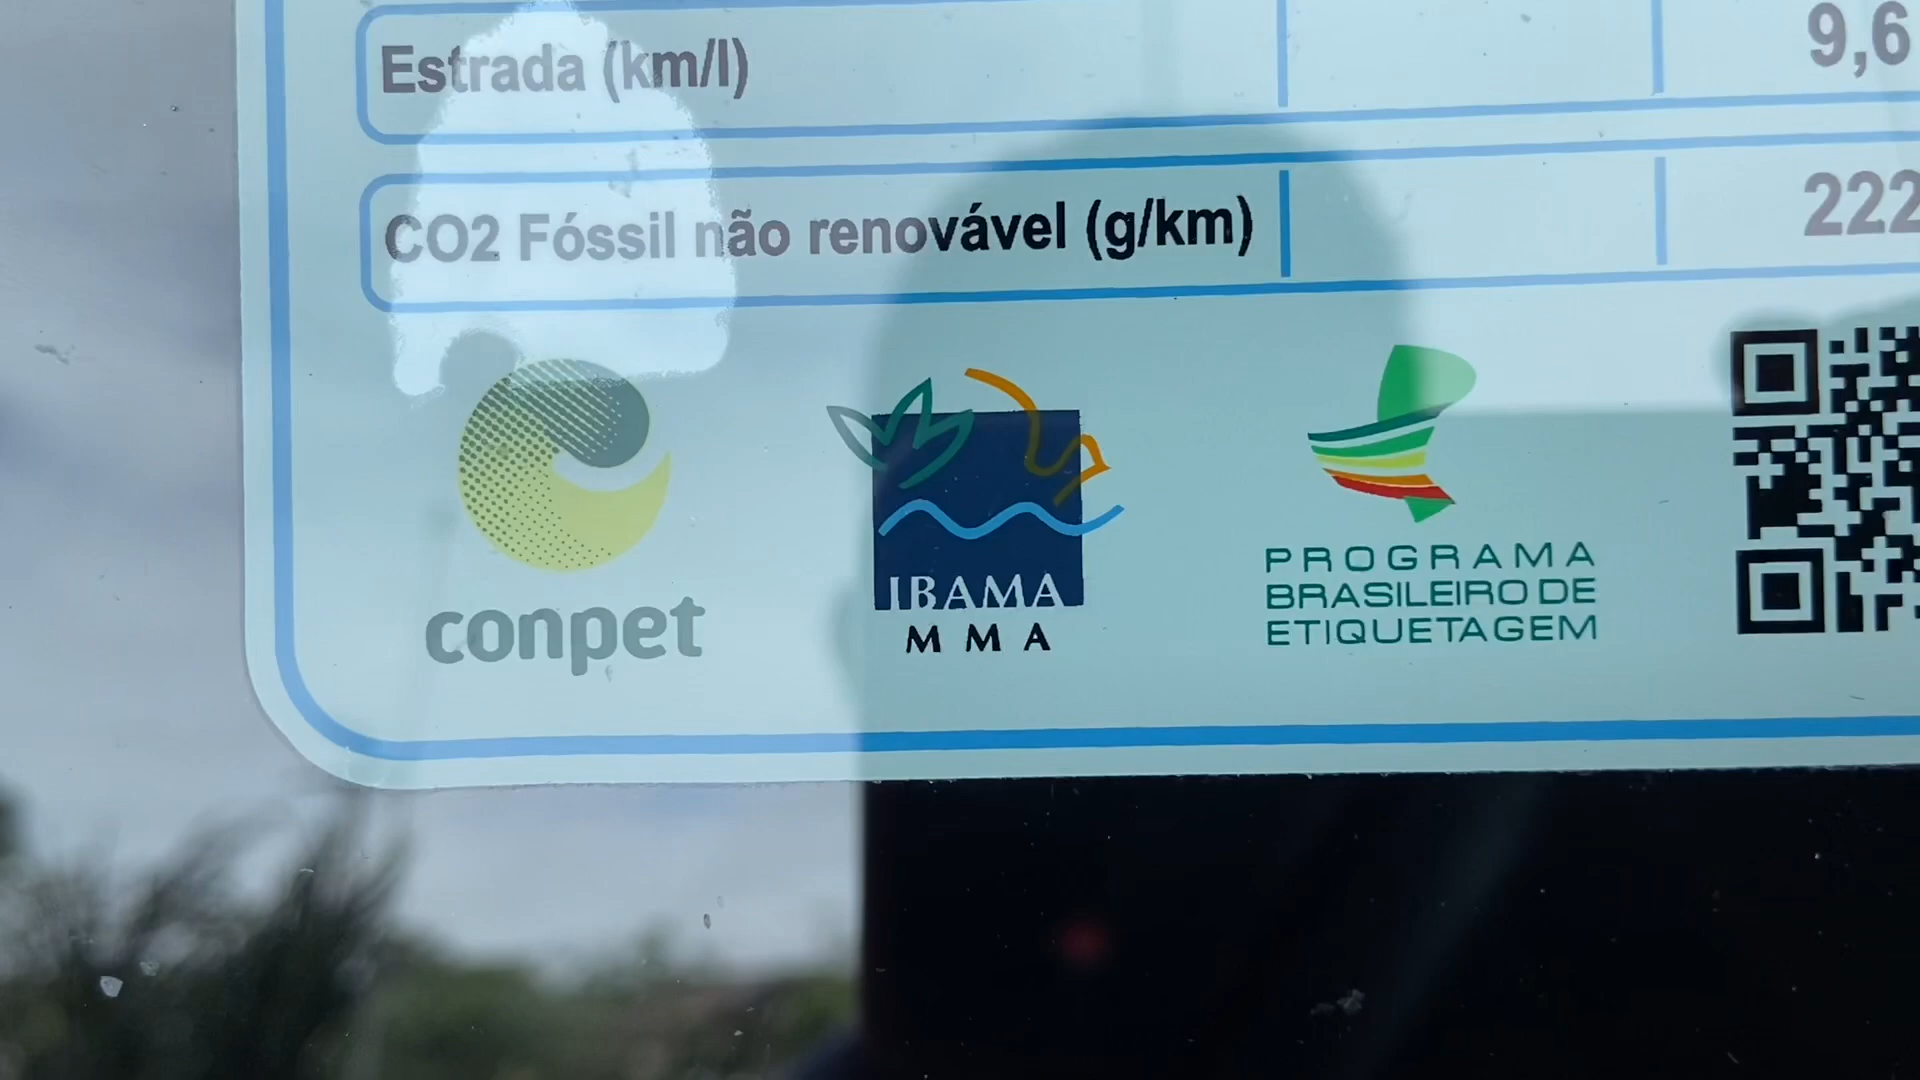 Estrada (km/l) 9,6
CO2 Fóssil não renovável (g/km) 222
conpet
IBAMA
MMA
PROGRAMA
BRASILEIRO DE
ETIQUETAGEM